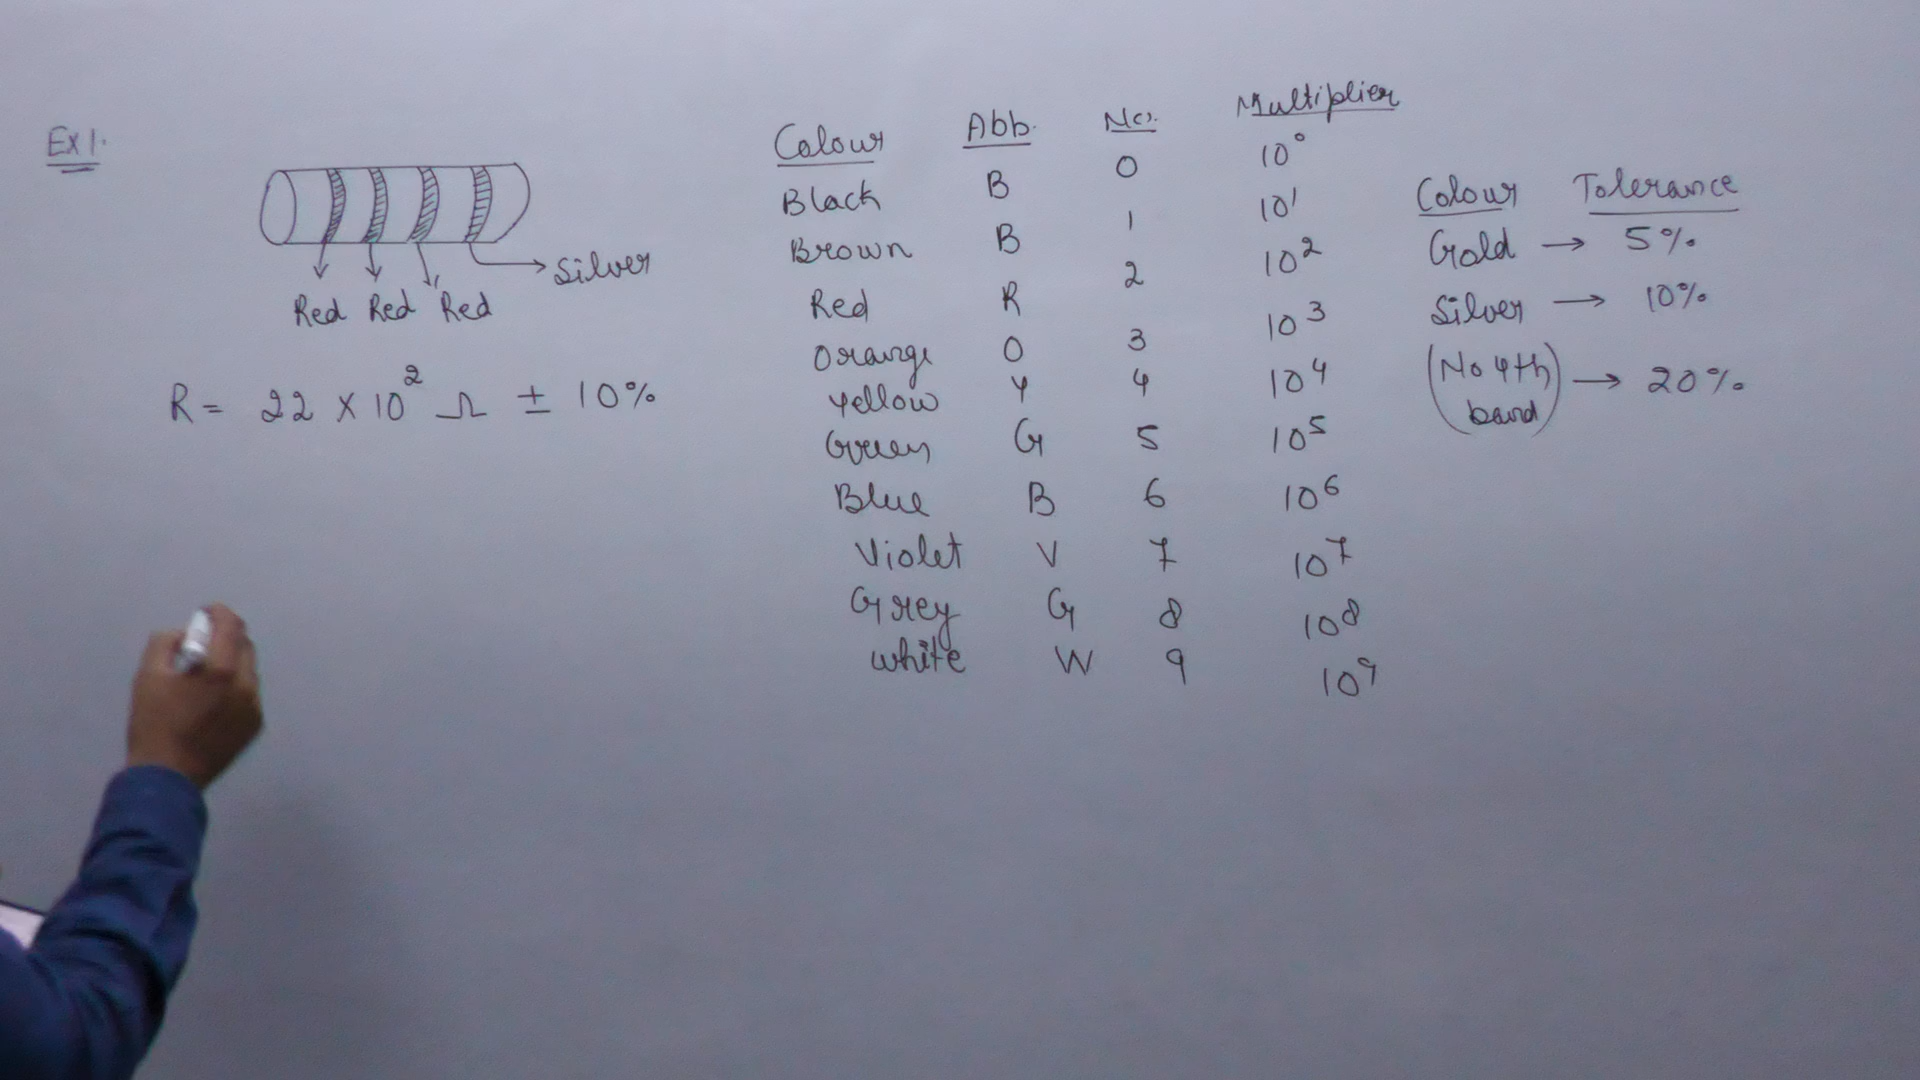 Ex 1.
Silver
Red Red Red
R = 22 × 10² Ω ± 10%
Colour Abb. No. Multiplier
Black B 0 10⁰
Brown B 1 10¹
Red R 2 10²
Orange O 3 10³
Yellow Y 4 10⁴
Green G 5 10⁵
Blue B 6 10⁶
Violet V 7 10⁷
Grey G 8 10⁸
White W 9 10⁹
Colour Tolerance
Gold → 5%
Silver → 10%
(No 4th band) → 20%